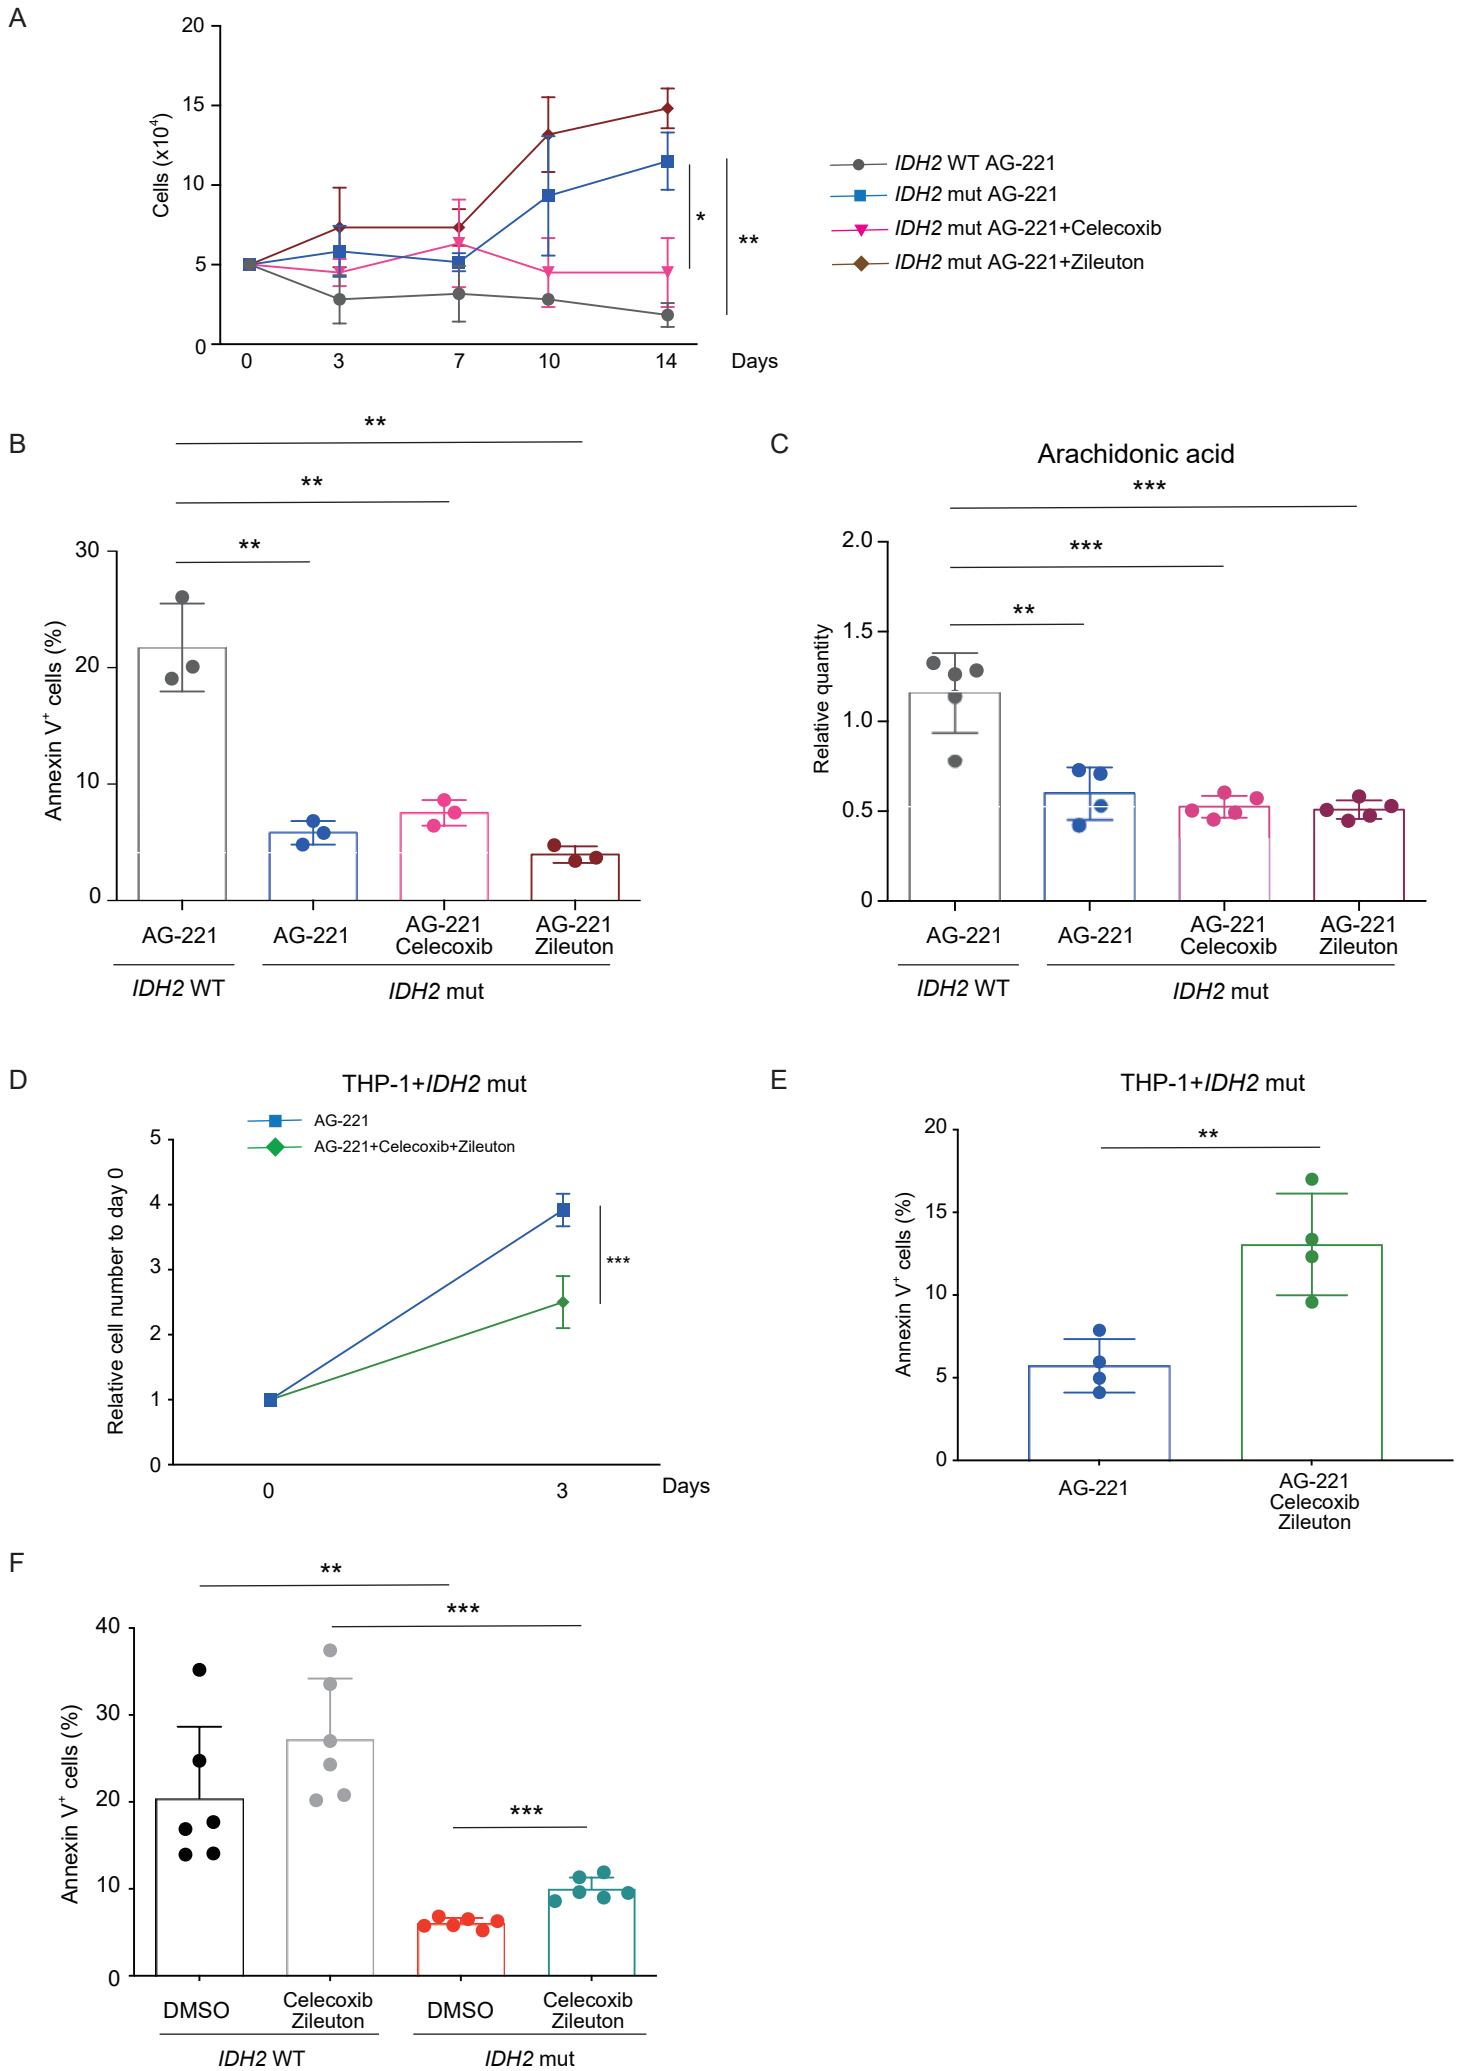 A
Cells (x10⁴)
20
15
10
5
0
0 3 7 10 14 Days
*
**
IDH2 WT AG-221
IDH2 mut AG-221
IDH2 mut AG-221+Celecoxib
IDH2 mut AG-221+Zileuton
B
**
**
**
Annexin V⁺ cells (%)
30
20
10
0
AG-221 AG-221 AG-221 AG-221
Celecoxib Zileuton
IDH2 WT IDH2 mut
C
Arachidonic acid
***
***
**
Relative quantity
2.0
1.5
1.0
0.5
0
AG-221 AG-221 AG-221 AG-221
Celecoxib Zileuton
IDH2 WT IDH2 mut
D
THP-1+IDH2 mut
AG-221
AG-221+Celecoxib+Zileuton
Relative cell number to day 0
5
4
3
2
1
0
***
0 3 Days
E
THP-1+IDH2 mut
**
Annexin V⁺ cells (%)
20
15
10
5
0
AG-221 AG-221
Celecoxib
Zileuton
F
**
***
***
Annexin V⁺ cells (%)
40
30
20
10
0
DMSO Celecoxib DMSO Celecoxib
Zileuton Zileuton
IDH2 WT IDH2 mut